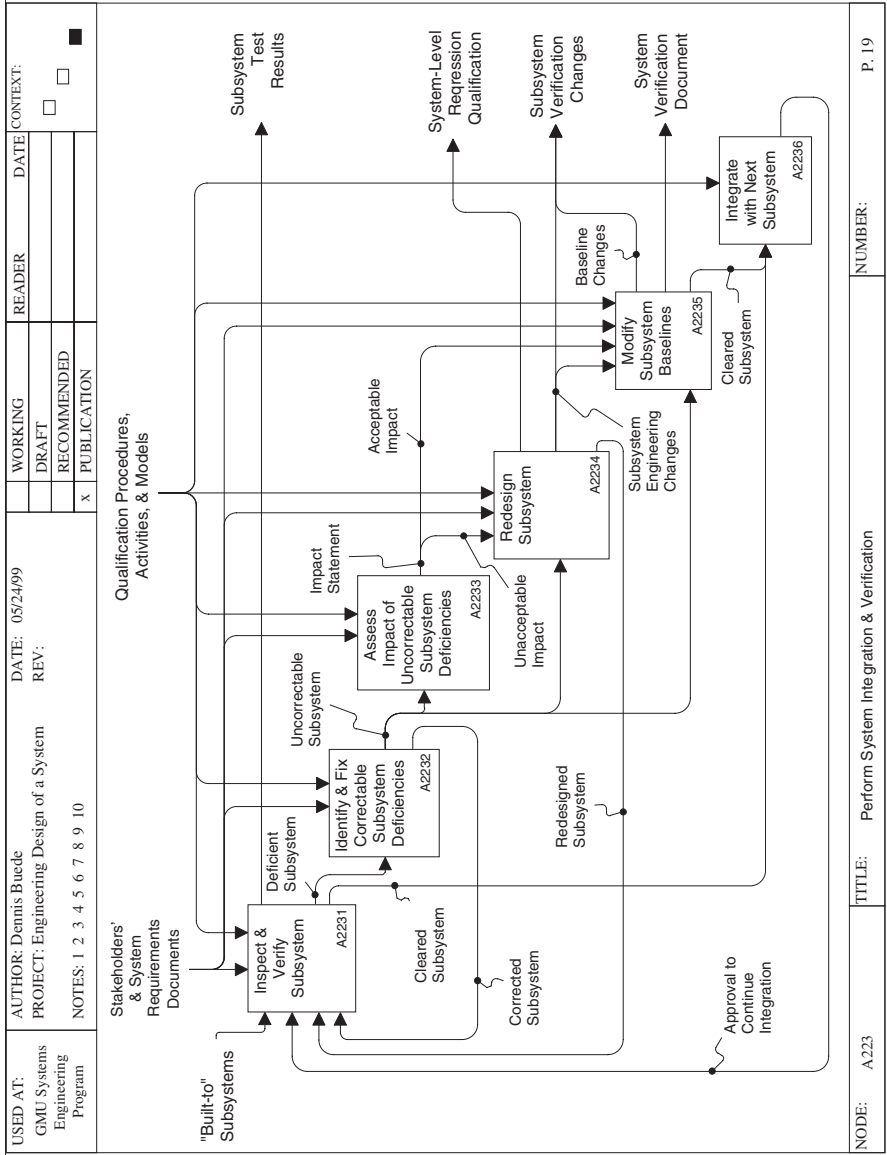 USED AT:
GMU Systems
Engineering
Program
AUTHOR: Dennis Buede
PROJECT: Engineering Design of a System
NOTES: 1 2 3 4 5 6 7 8 9 10
DATE: 05/24/99
REV:
WORKING
DRAFT
RECOMMENDED
x PUBLICATION
READER
DATE
CONTEXT:
Stakeholders'
& System
Requirements
Documents
Qualification Procedures,
Activities, & Models
"Built-to"
Subsystems
Inspect &
Verify
Subsystem
A2231
Deficient
Subsystem
Cleared
Subsystem
Corrected
Subsystem
Identify & Fix
Correctable
Subsystem
Deficiencies
A2232
Uncorrectable
Subsystem
Redesigned
Subsystem
Assess
Impact of
Uncorrectable
Subsystem
Deficiencies
A2233
Impact
Statement
Unacceptable
Impact
Acceptable
Impact
Redesign
Subsystem
A2234
Subsystem
Engineering
Changes
Modify
Subsystem
Baselines
A2235
Baseline
Changes
Cleared
Subsystem
Integrate
with Next
Subsystem
A2236
Approval to
Continue
Integration
Subsystem
Test
Results
System-Level
Reqression
Qualification
Subsystem
Verification
Changes
System
Verification
Document
NODE: A223
TITLE: Perform System Integration & Verification
NUMBER: P. 19